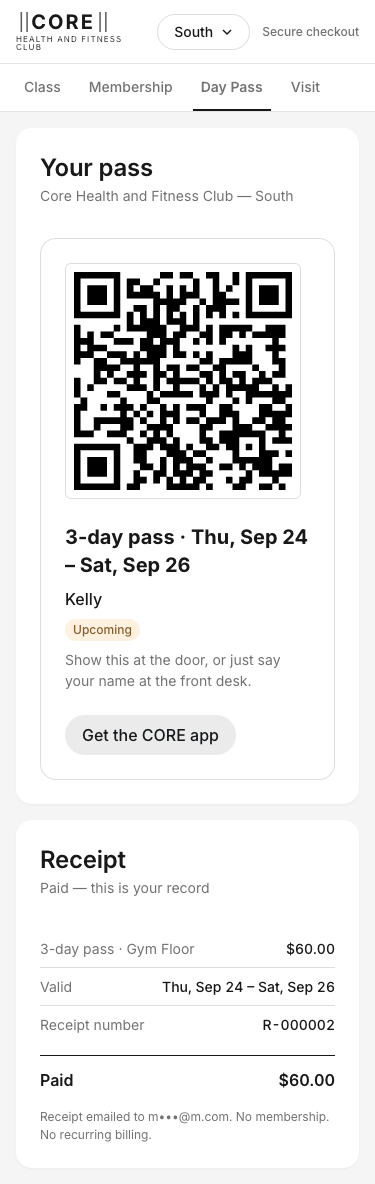 CORE
HEALTH AND FITNESS CLUB
South
Secure checkout
Class
Membership
Day Pass
Visit
Your pass
Core Health and Fitness Club — South
3-day pass · Thu, Sep 24
– Sat, Sep 26
Kelly
Upcoming
Show this at the door, or just say
your name at the front desk.
Get the CORE app
Receipt
Paid — this is your record
3-day pass · Gym Floor $60.00
Valid Thu, Sep 24 – Sat, Sep 26
Receipt number R-000002
Paid $60.00
Receipt emailed to m•••@m.com. No membership.
No recurring billing.